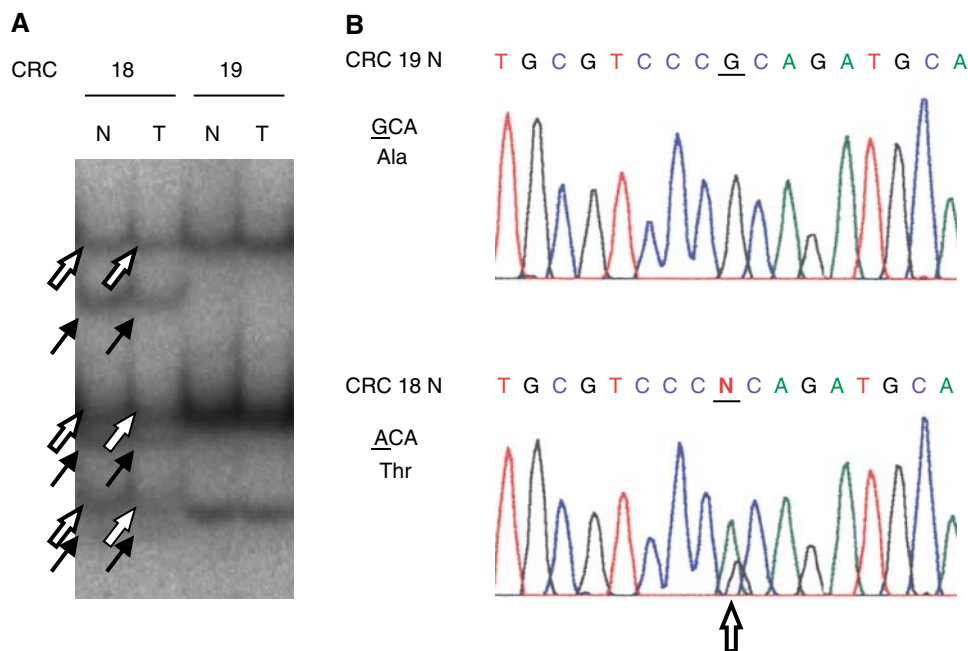 A
CRC 18 19
N T N T
B
CRC 19 N T G C G T C C C G C A G A T G C A
GCA
Ala
CRC 18 N T G C G T C C C N C A G A T G C A
ACA
Thr